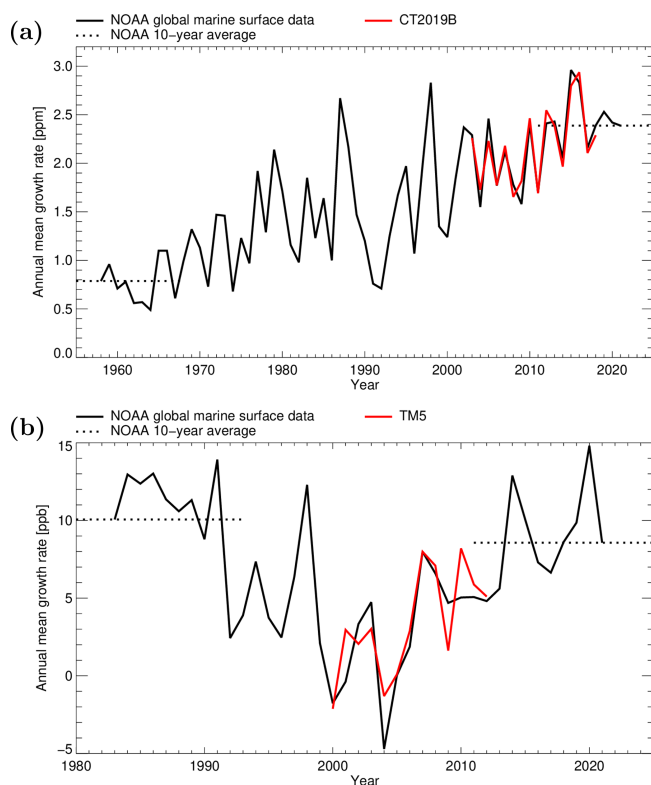 (a)
NOAA global marine surface data
CT2019B
NOAA 10−year average
Annual mean growth rate [ppm]
3.0
2.5
2.0
1.5
1.0
0.5
0.0
1960 1970 1980 1990 2000 2010 2020
Year
(b)
NOAA global marine surface data
TM5
NOAA 10−year average
Annual mean growth rate [ppb]
15
10
5
0
−5
1980 1990 2000 2010 2020
Year